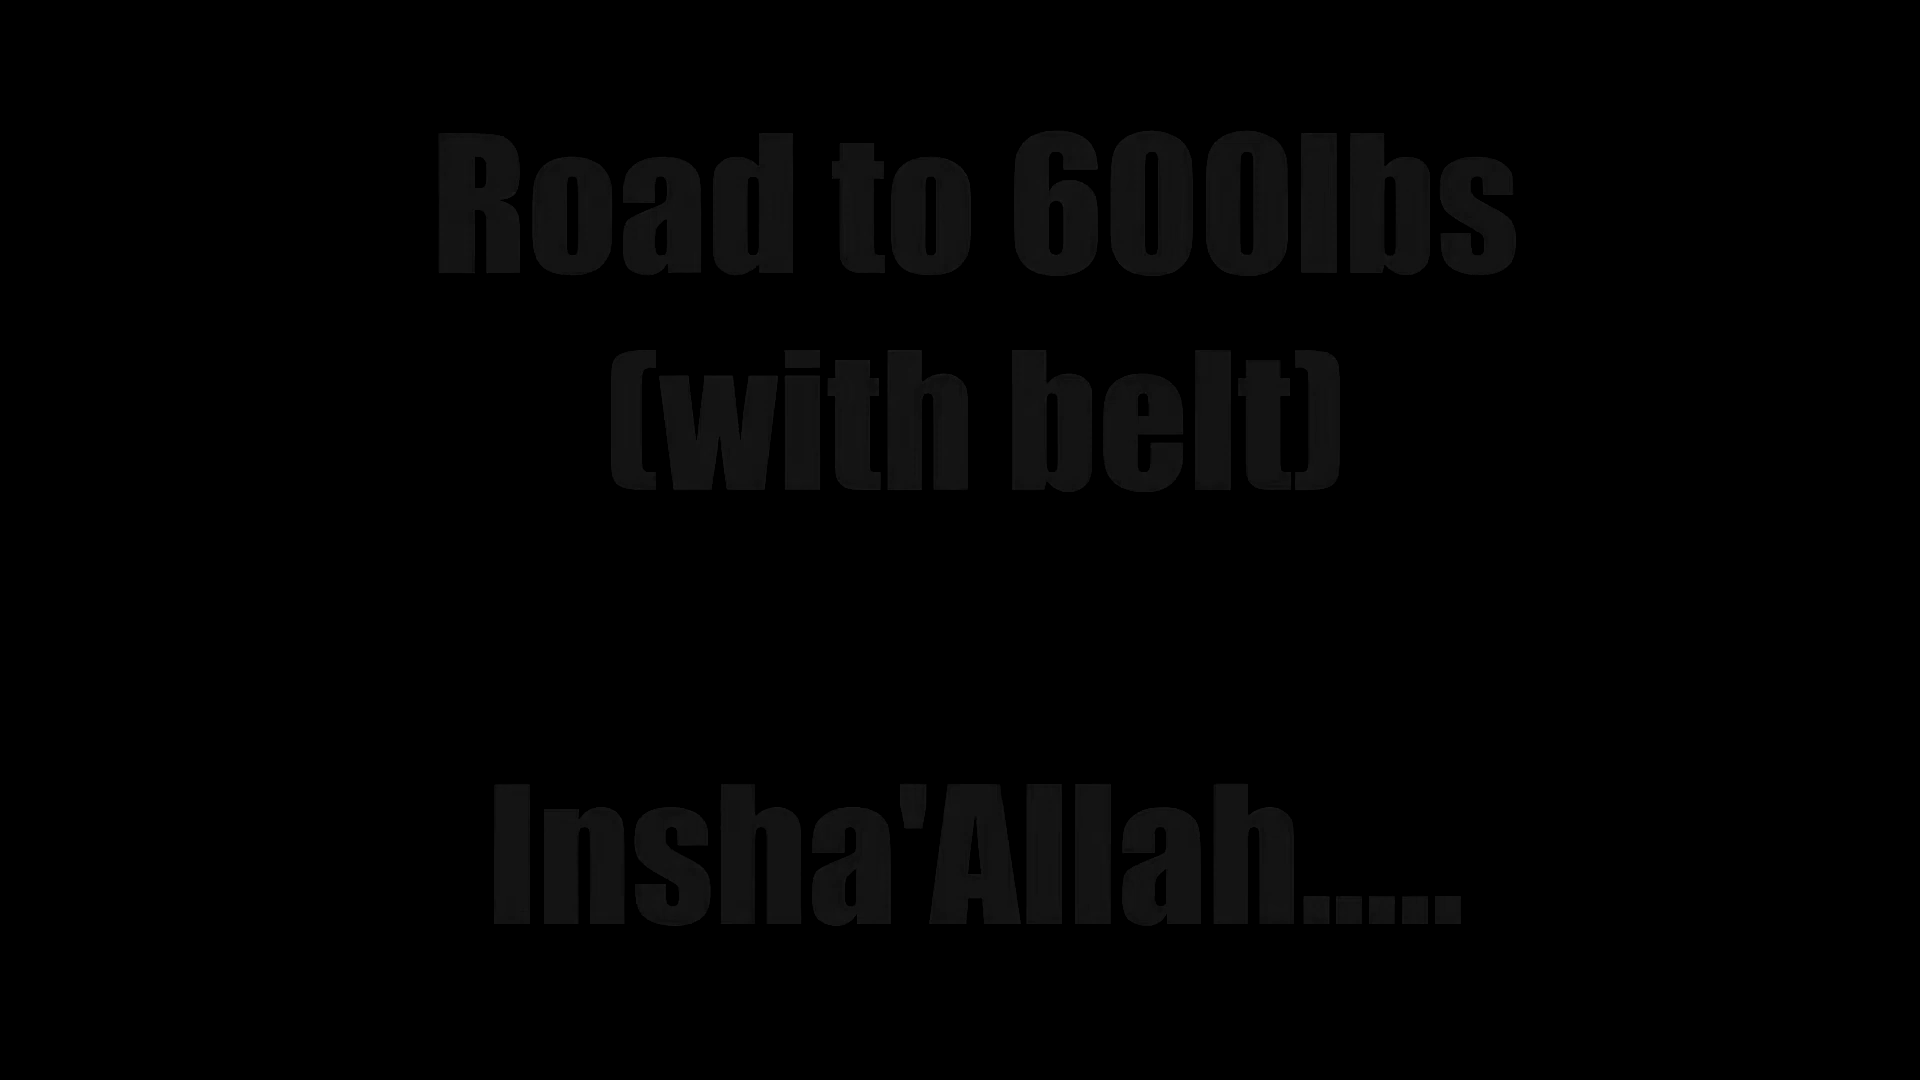 Road to 600lbs
(with belt)
Insha'Allah.....